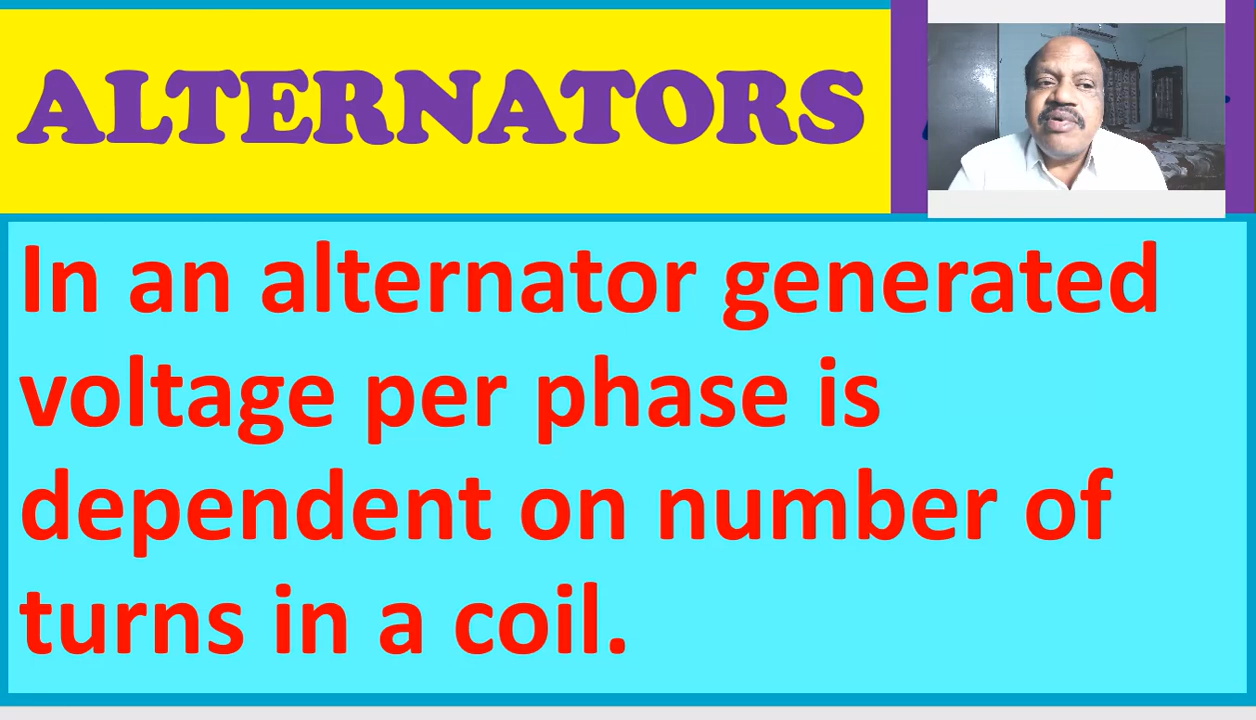 ALTERNATORS
In an alternator generated
voltage per phase is
dependent on number of
turns in a coil.